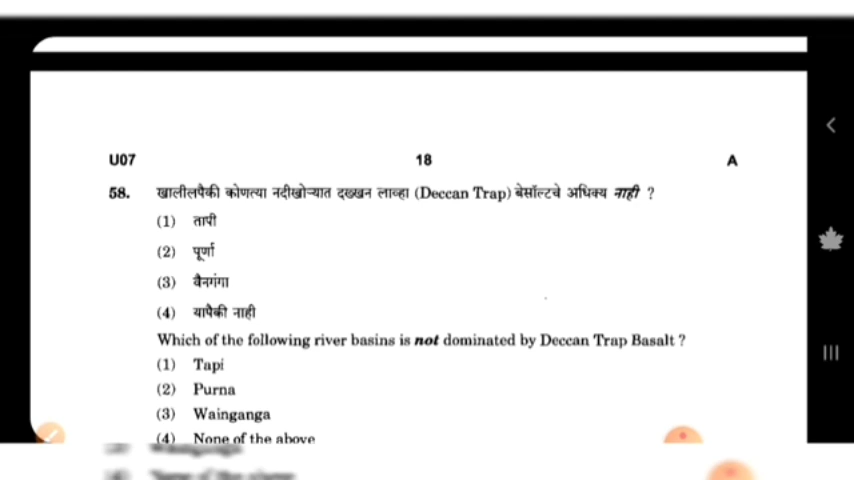 U07 18 A
58. खालीलपैकी कोणत्या नदीखोऱ्यात दख्खन लाव्हा (Deccan Trap) बेसॉल्टचे अधिक्य नाही ?
(1) तापी
(2) पूर्णा
(3) वैनगंगा
(4) यापैकी नाही
Which of the following river basins is not dominated by Deccan Trap Basalt ?
(1) Tapi
(2) Purna
(3) Wainganga
(4) None of the above